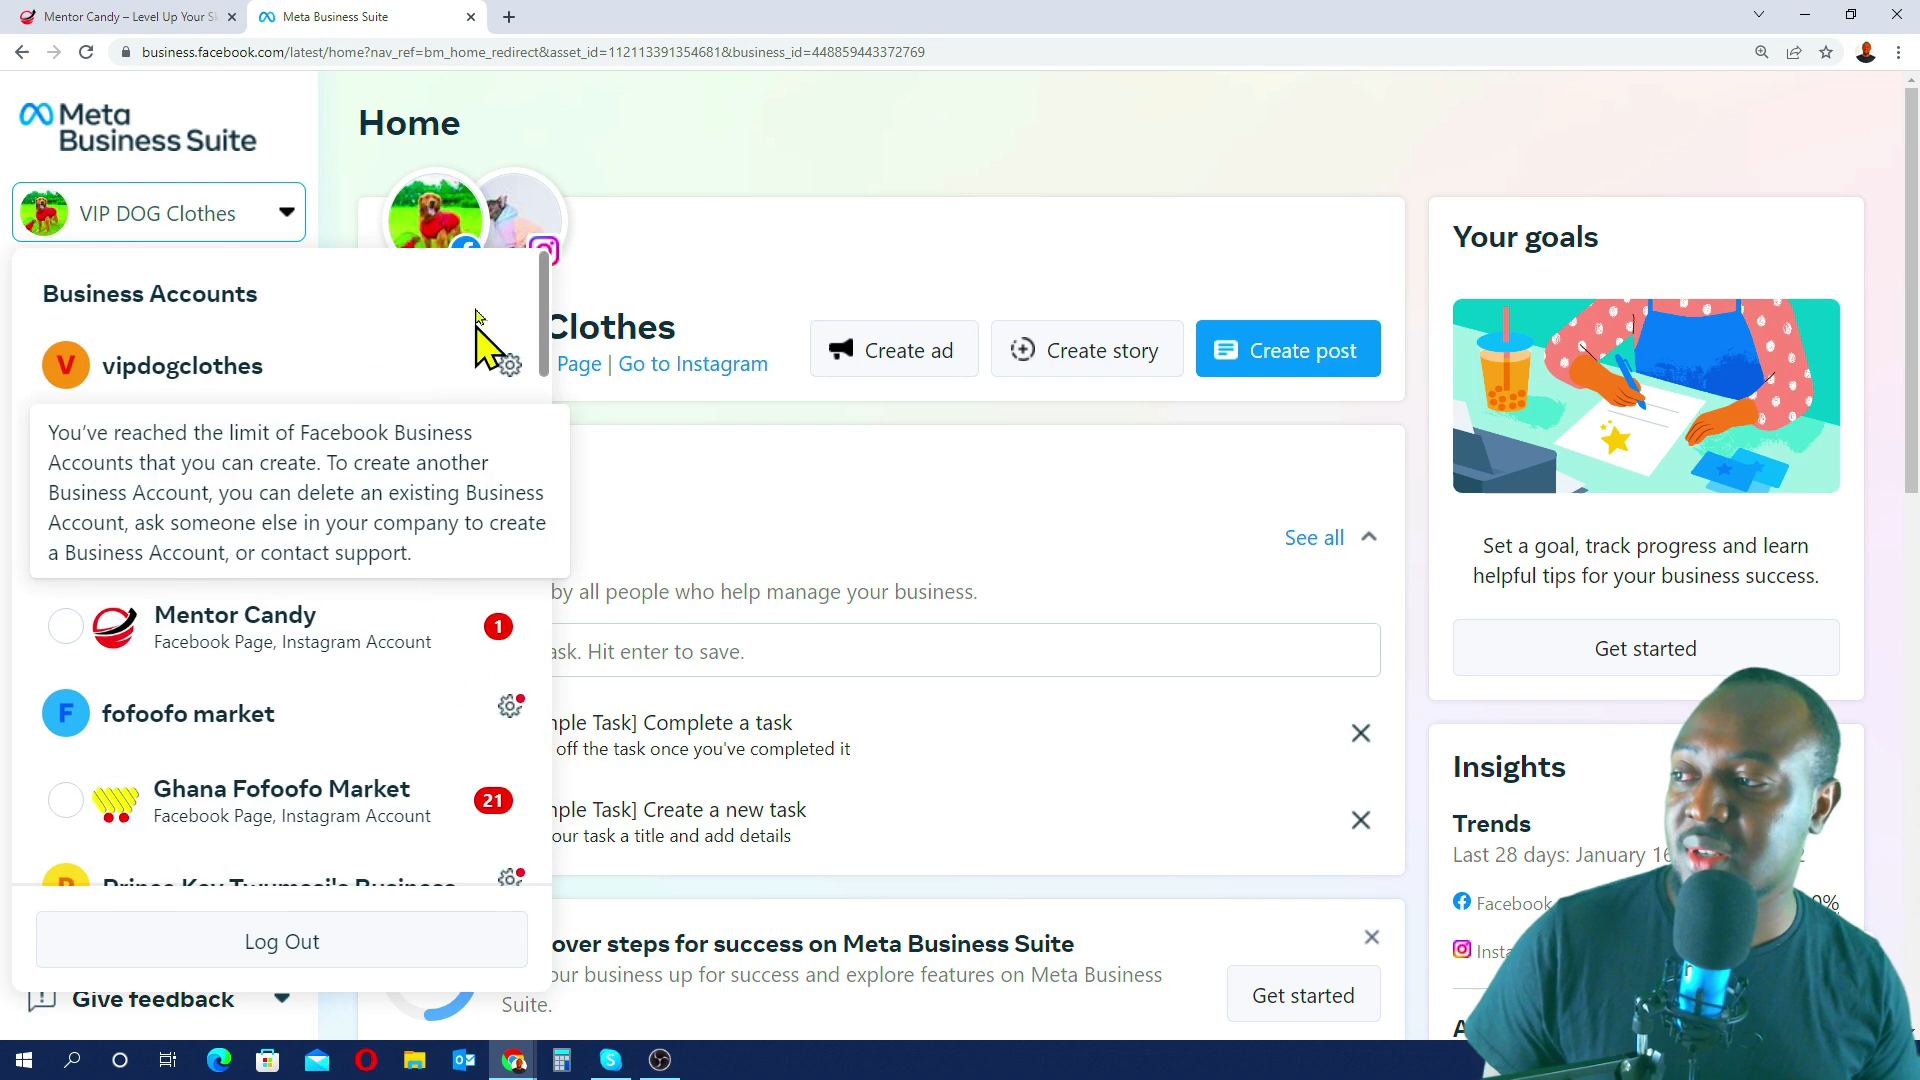 Mentor Candy – Level Up Your Sk
Meta Business Suite
business.facebook.com/latest/home?nav_ref=bm_home_redirect&asset_id=112113391354681&business_id=448859443372769
Meta
Business Suite
VIP DOG Clothes
Home
Clothes
Page | Go to Instagram
Create ad
Create story
Create post
Business Accounts
V
vipdogclothes
You've reached the limit of Facebook Business
Accounts that you can create. To create another
Business Account, you can delete an existing Business
Account, ask someone else in your company to create
a Business Account, or contact support.
Mentor Candy
Facebook Page, Instagram Account
1
F
fofoofo market
Ghana Fofoofo Market
Facebook Page, Instagram Account
21
Log Out
Give feedback
See all
by all people who help manage your business.
ask. Hit enter to save.
ple Task] Complete a task
off the task once you've completed it
ple Task] Create a new task
our task a title and add details
over steps for success on Meta Business Suite
our business up for success and explore features on Meta Business
Suite.
Get started
Your goals
Set a goal, track progress and learn
helpful tips for your business success.
Get started
Insights
Trends
Last 28 days: January 16
Facebook
0%
Insta